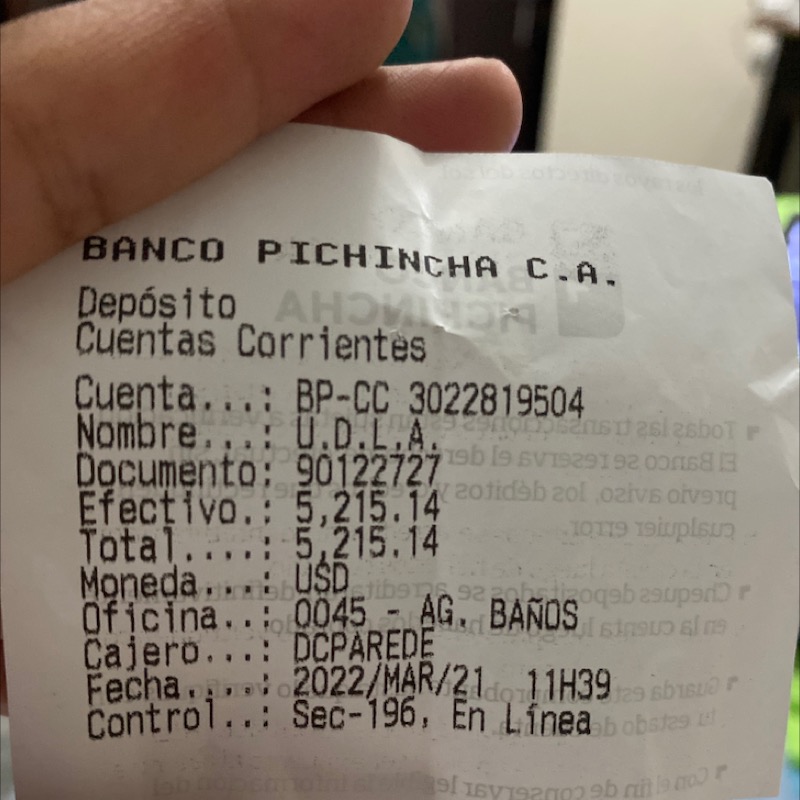 BANCO PICHINCHA C.A.
Depósito
Cuentas Corrientes
Cuenta...: BP-CC 3022819504
Nombre...: U.D.L.A.
Documento: 90122727
Efectivo.: 5,215.14
Total....: 5,215.14
Moneda...: USD
Oficina..: 0045 - AG. BAÑOS
Cajero...: DCPAREDE
Fecha....: 2022/MAR/21 11H39
Control..: Sec-196, En Línea